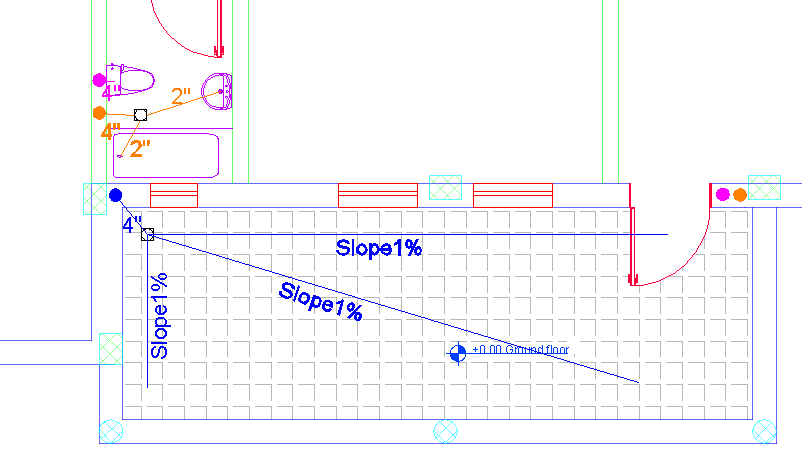 2"
4"
4"
2"
4"
Slope1%
Slope1%
Slope1%
+0.00 Ground floor